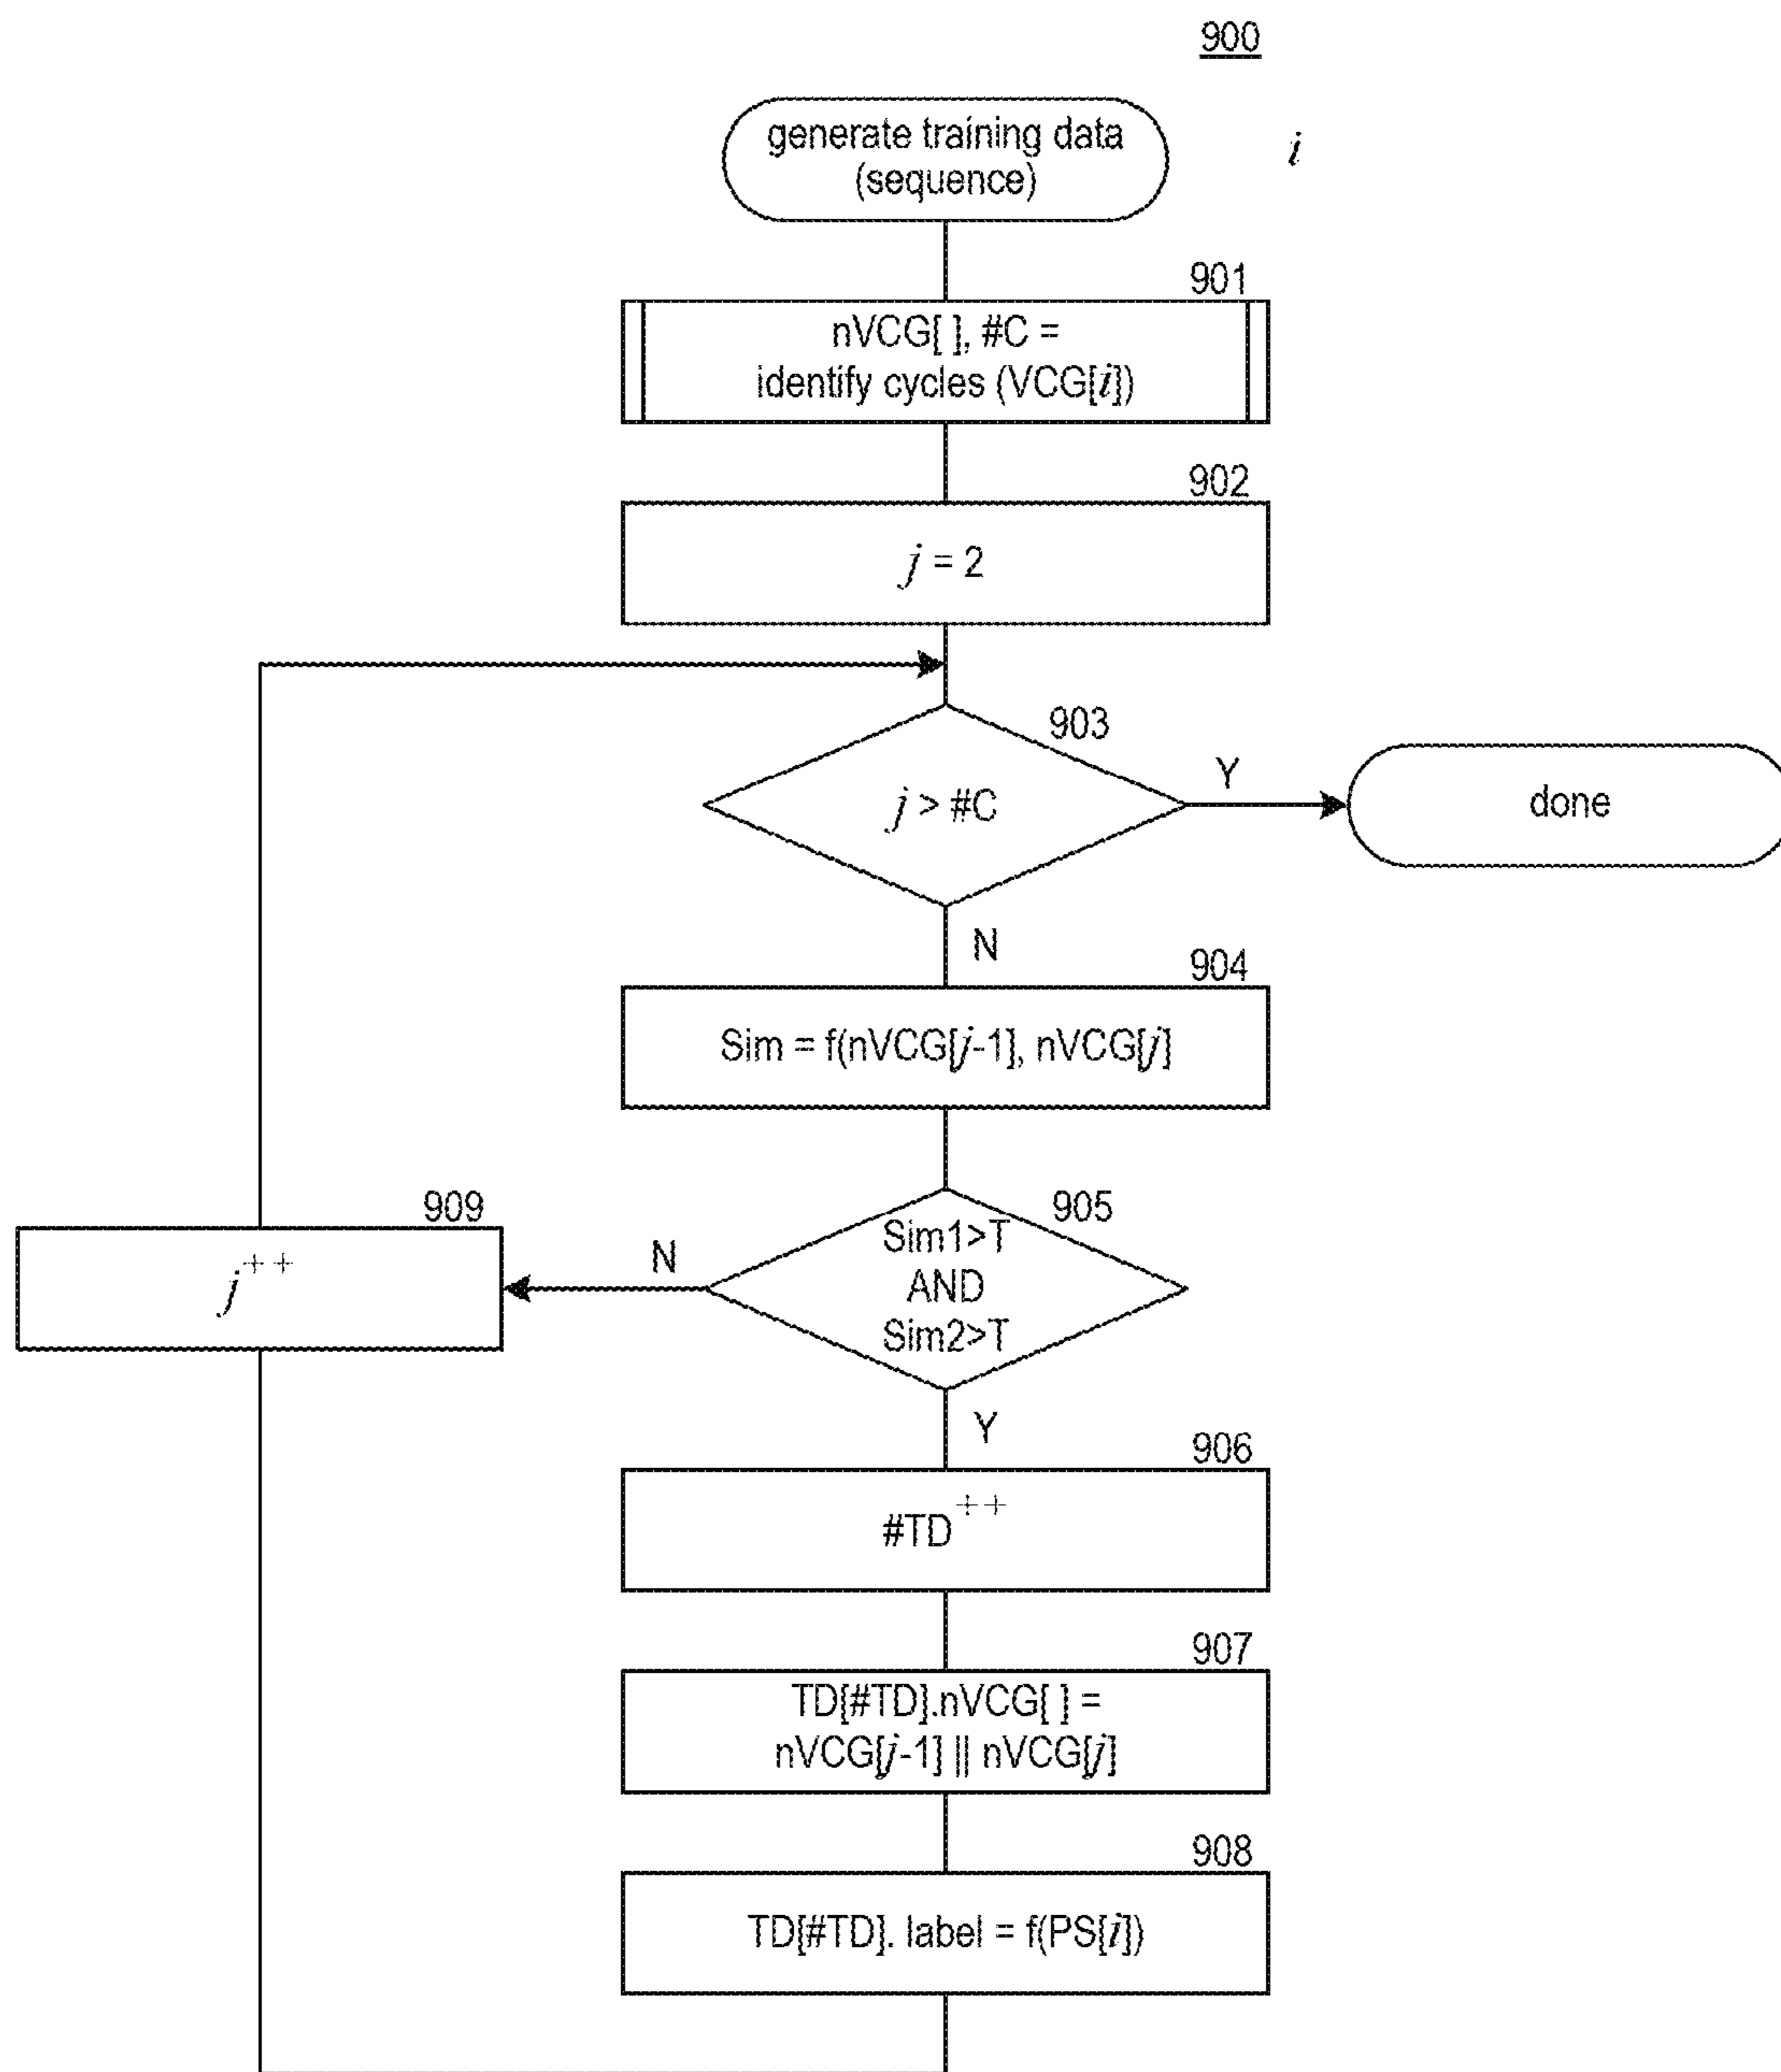 900
generate training data
(sequence)
i
901
nVCG[ ], #C =
identify cycles (VCG[i])
902
j = 2
903
j > #C
Y
done
N
904
Sim = f(nVCG[j-1], nVCG[j]
905
Sim1>T
AND
Sim2>T
N
909
j++
Y
906
#TD++
907
TD[#TD].nVCG[ ] =
nVCG[j-1] || nVCG[j]
908
TD[#TD]. label = f(PS[i])